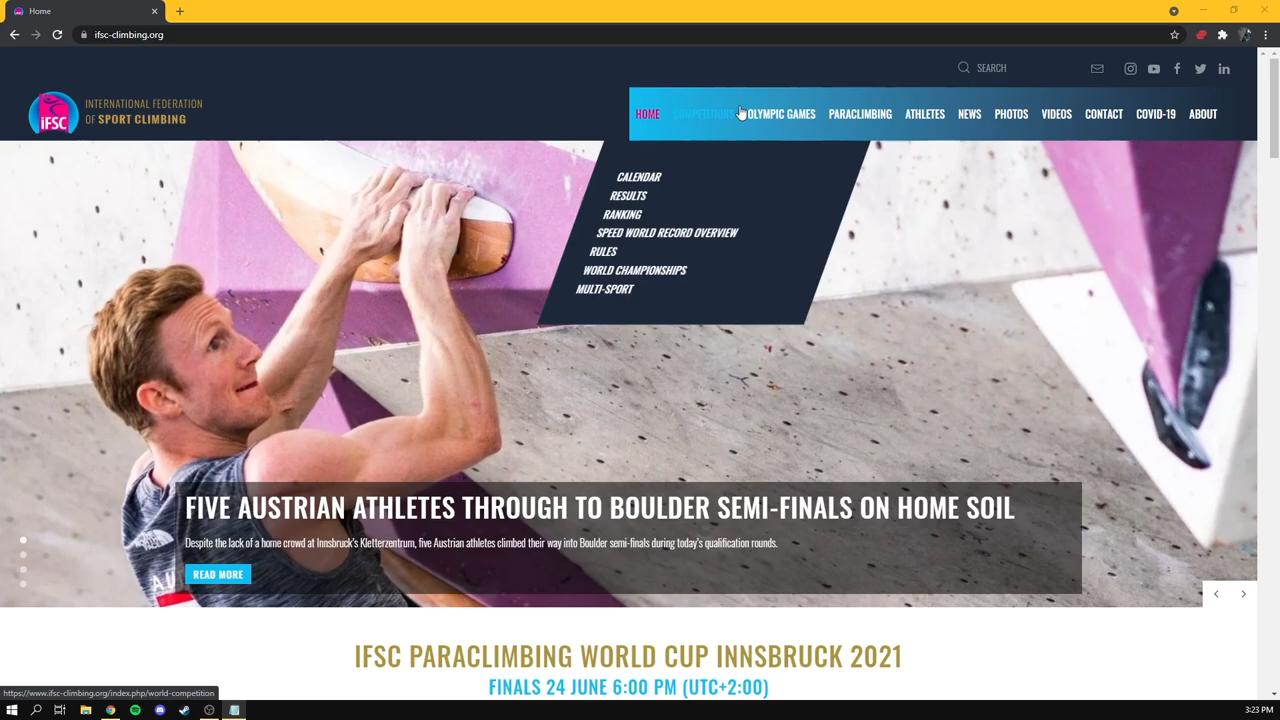 Home
ifsc-climbing.org
SEARCH
IFSC
INTERNATIONAL FEDERATION
OF SPORT CLIMBING
HOME COMPETITIONS OLYMPIC GAMES PARACLIMBING ATHLETES NEWS PHOTOS VIDEOS CONTACT COVID-19 ABOUT
CALENDAR
RESULTS
RANKING
SPEED WORLD RECORD OVERVIEW
RULES
WORLD CHAMPIONSHIPS
MULTI-SPORT
FIVE AUSTRIAN ATHLETES THROUGH TO BOULDER SEMI-FINALS ON HOME SOIL
Despite the lack of a home crowd at Innsbruck's Kletterzentrum, five Austrian athletes climbed their way into Boulder semi-finals during today's qualification rounds.
READ MORE
AU
IFSC PARACLIMBING WORLD CUP INNSBRUCK 2021
FINALS 24 JUNE 6:00 PM (UTC+2:00)
https://www.ifsc-climbing.org/index.php/world-competition
3:23 PM